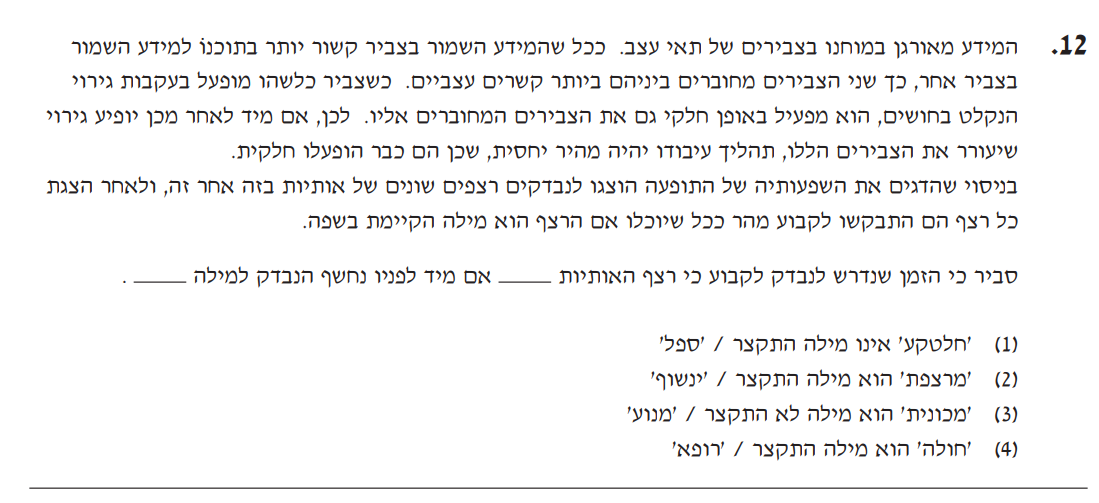 12. המידע מאורגן במוחנו בצבירים של תאי עצב. ככל שהמידע השמור בצביר קשור יותר בתוכנוֹ למידע השמור
בצביר אחר, כך שני הצבירים מחוברים ביניהם ביותר קשרים עצביים. כשצביר כלשהו מופעל בעקבות גירוי
הנקלט בחושים, הוא מפעיל באופן חלקי גם את הצבירים המחוברים אליו. לכן, אם מיד לאחר מכן יופיע גירוי
שיעורר את הצבירים הללו, תהליך עיבודו יהיה מהיר יחסית, שכן הם כבר הופעלו חלקית.
בניסוי שהדגים את השפעותיה של התופעה הוצגו לנבדקים רצפים שונים של אותיות בזה אחר זה, ולאחר הצגת
כל רצף הם התבקשו לקבוע מהר ככל שיוכלו אם הרצף הוא מילה הקיימת בשפה.
סביר כי הזמן שנדרש לנבדק לקבוע כי רצף האותיות _____ אם מיד לפניו נחשף הנבדק למילה _____ .
(1) 'חלטקע' אינו מילה התקצר / 'ספל'
(2) 'מרצפת' הוא מילה התקצר / 'ינשוף'
(3) 'מכונית' הוא מילה לא התקצר / 'מנוע'
(4) 'חולה' הוא מילה התקצר / 'רופא'